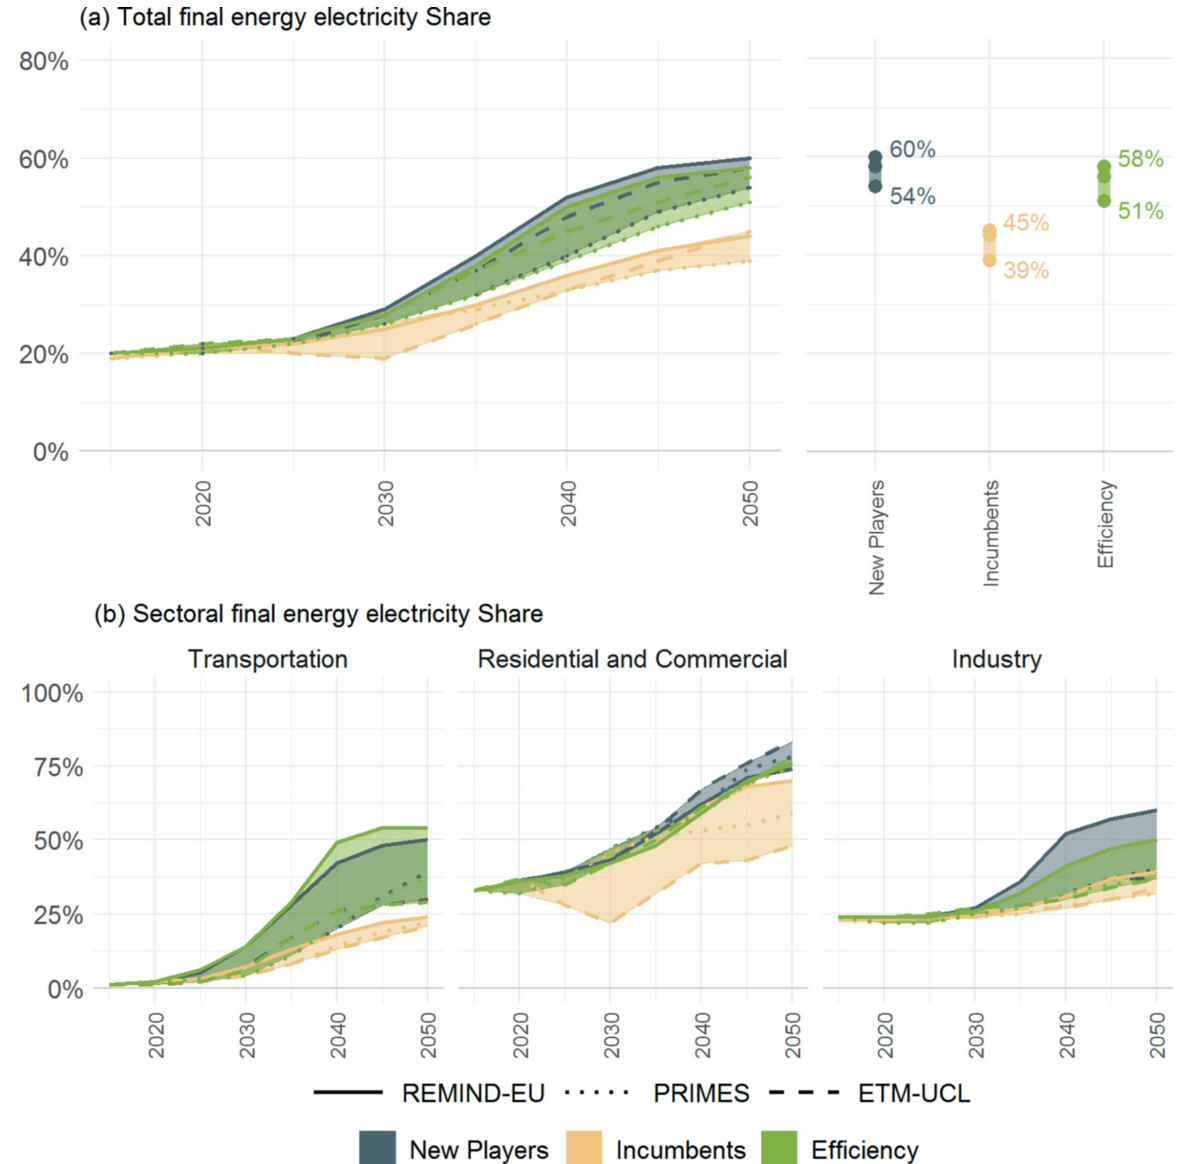 (a) Total final energy electricity Share
80%
60%
40%
20%
0%
2020
2030
2040
2050
60%
54%
45%
39%
58%
51%
New Players
Incumbents
Efficiency
(b) Sectoral final energy electricity Share
Transportation
Residential and Commercial
Industry
100%
75%
50%
25%
0%
2020
2030
2040
2050
2020
2030
2040
2050
2020
2030
2040
2050
REMIND-EU
PRIMES
ETM-UCL
New Players
Incumbents
Efficiency